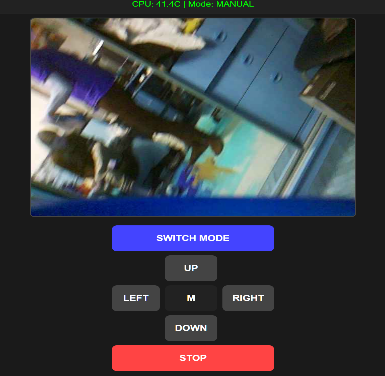 CPU: 41.4C | Mode: MANUAL
SWITCH MODE
UP
LEFT M RIGHT
DOWN
STOP